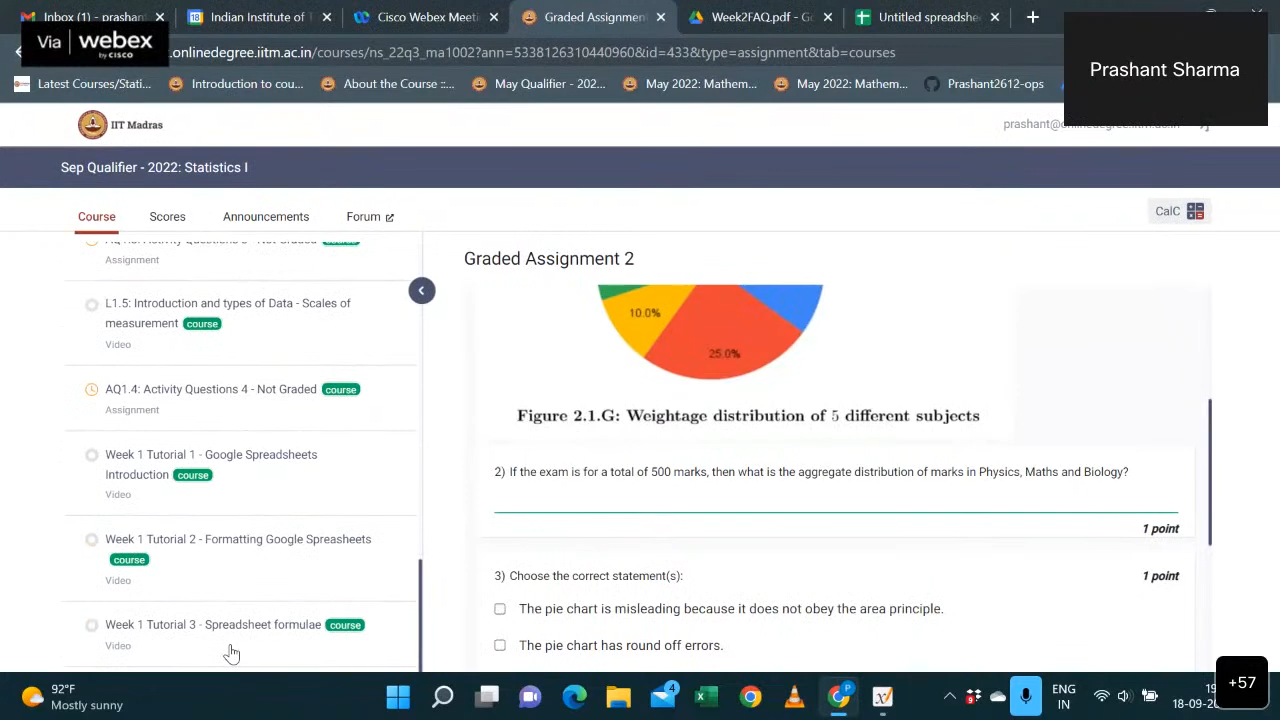 Inbox (1) - pras
Indian Institute of T
Cisco Webex Meeti
Graded Assignmen
Week2FAQ.pdf - G
Untitled spreadshe
Via webex
by CISCO
.onlinedegree.iitm.ac.in/courses/ns_22q3_ma1002?ann=5338126310440960&id=433&type=assignment&tab=courses
Prashant Sharma
Latest Courses/Stati...
Introduction to cou...
About the Course ::...
May Qualifier - 202...
May 2022: Mathem...
May 2022: Mathem...
Prashant2612-ops
IIT Madras
Sep Qualifier - 2022: Statistics I
Course
Scores
Announcements
Forum
CalC
Assignment
L1.5: Introduction and types of Data - Scales of
measurement course
Video
AQ1.4: Activity Questions 4 - Not Graded course
Assignment
Week 1 Tutorial 1 - Google Spreadsheets
Introduction course
Video
Week 1 Tutorial 2 - Formatting Google Spreasheets
course
Video
Week 1 Tutorial 3 - Spreadsheet formulae course
Video
Graded Assignment 2
10.0%
25.0%
Figure 2.1.G: Weightage distribution of 5 different subjects
2) If the exam is for a total of 500 marks, then what is the aggregate distribution of marks in Physics, Maths and Biology?
1 point
3) Choose the correct statement(s):
1 point
The pie chart is misleading because it does not obey the area principle.
The pie chart has round off errors.
92°F
Mostly sunny
4
ENG
IN
18-09-20
+57